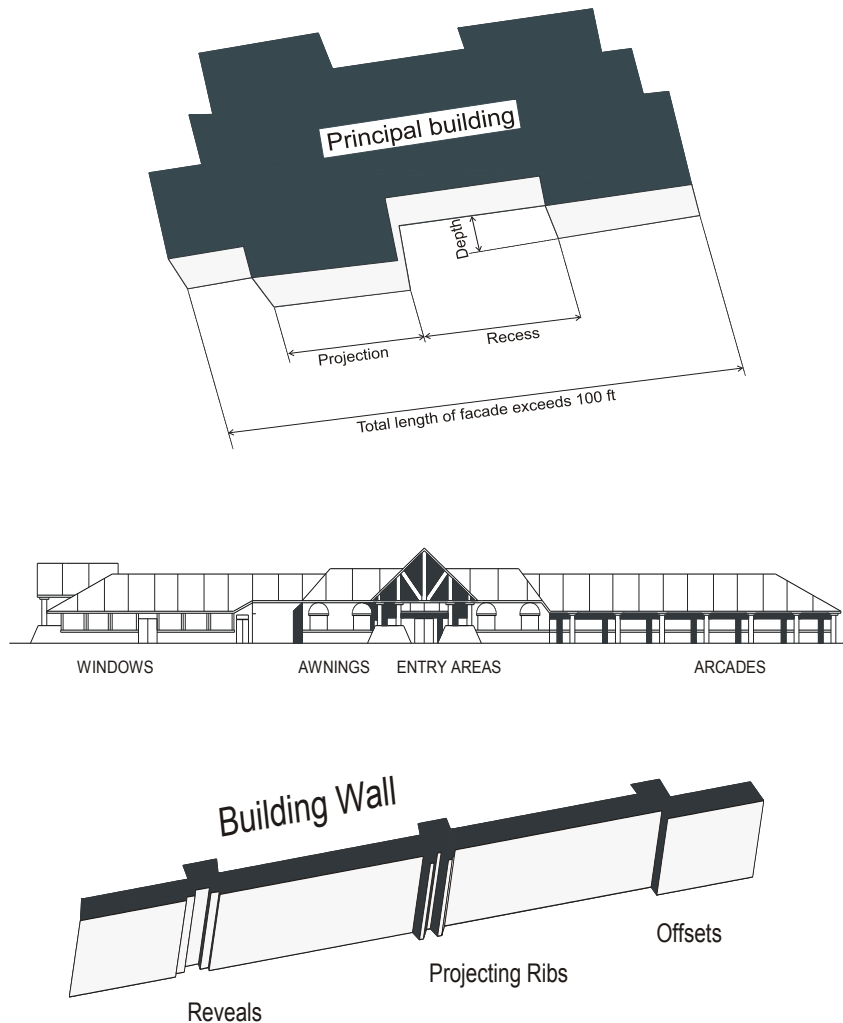 Principal building
Depth
Recess
Projection
Total length of facade exceeds 100 ft
WINDOWS AWNINGS ENTRY AREAS ARCADES
Building Wall
Offsets
Projecting Ribs
Reveals